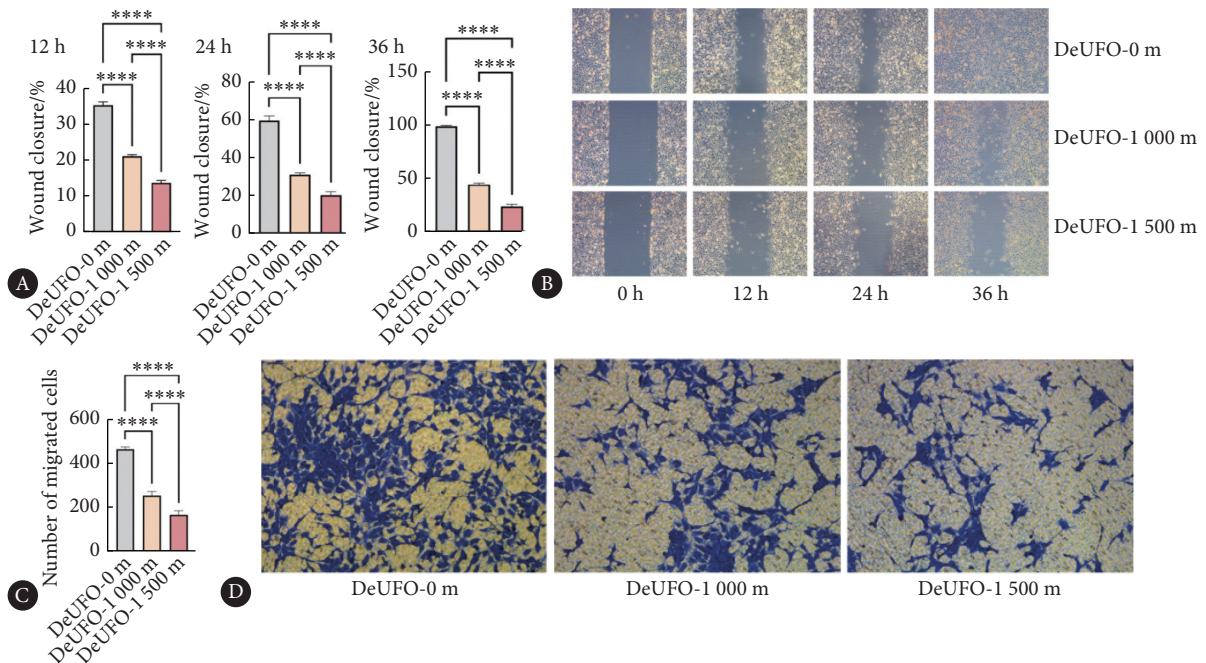 A
12 h
Wound closure/%
40
30
20
10
0
****
****
****
DeUFO-0 m
DeUFO-1 000 m
DeUFO-1 500 m
24 h
Wound closure/%
80
60
40
20
0
****
****
****
DeUFO-0 m
DeUFO-1 000 m
DeUFO-1 500 m
36 h
Wound closure/%
150
100
50
0
****
****
****
DeUFO-0 m
DeUFO-1 000 m
DeUFO-1 500 m
B
DeUFO-0 m
DeUFO-1 000 m
DeUFO-1 500 m
0 h
12 h
24 h
36 h
C
Number of migrated cells
600
400
200
0
****
****
****
DeUFO-0 m
DeUFO-1 000 m
DeUFO-1 500 m
D
DeUFO-0 m
DeUFO-1 000 m
DeUFO-1 500 m